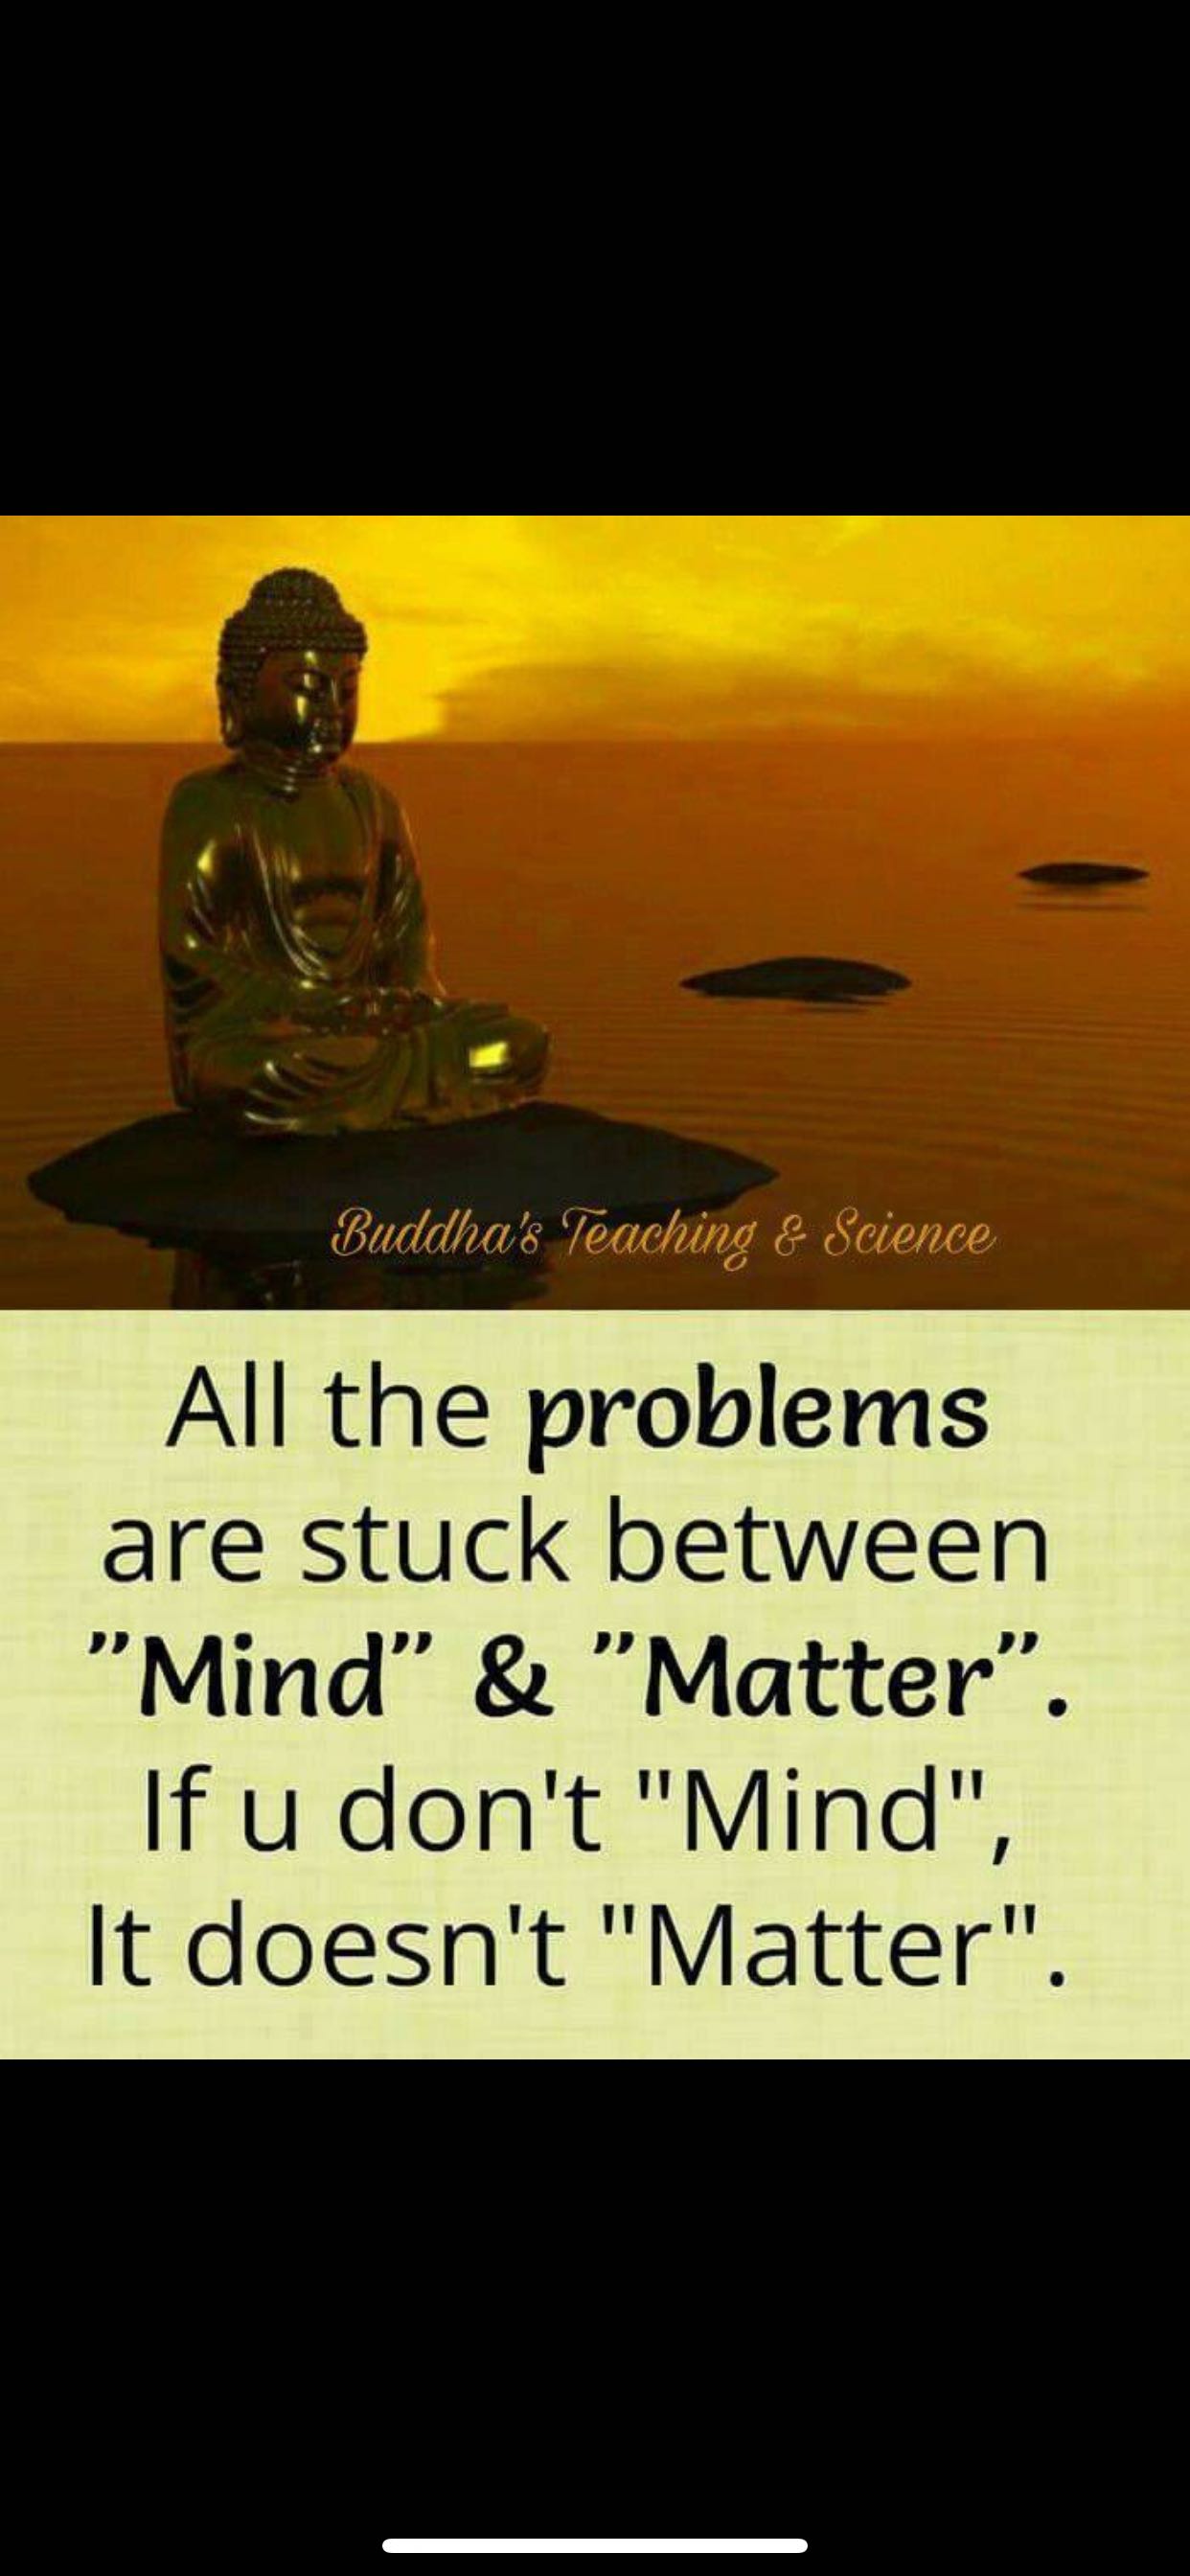 Buddha's Teaching & Science
All the problems
are stuck between
”Mind” & ”Matter”.
If u don't "Mind",
It doesn't "Matter".